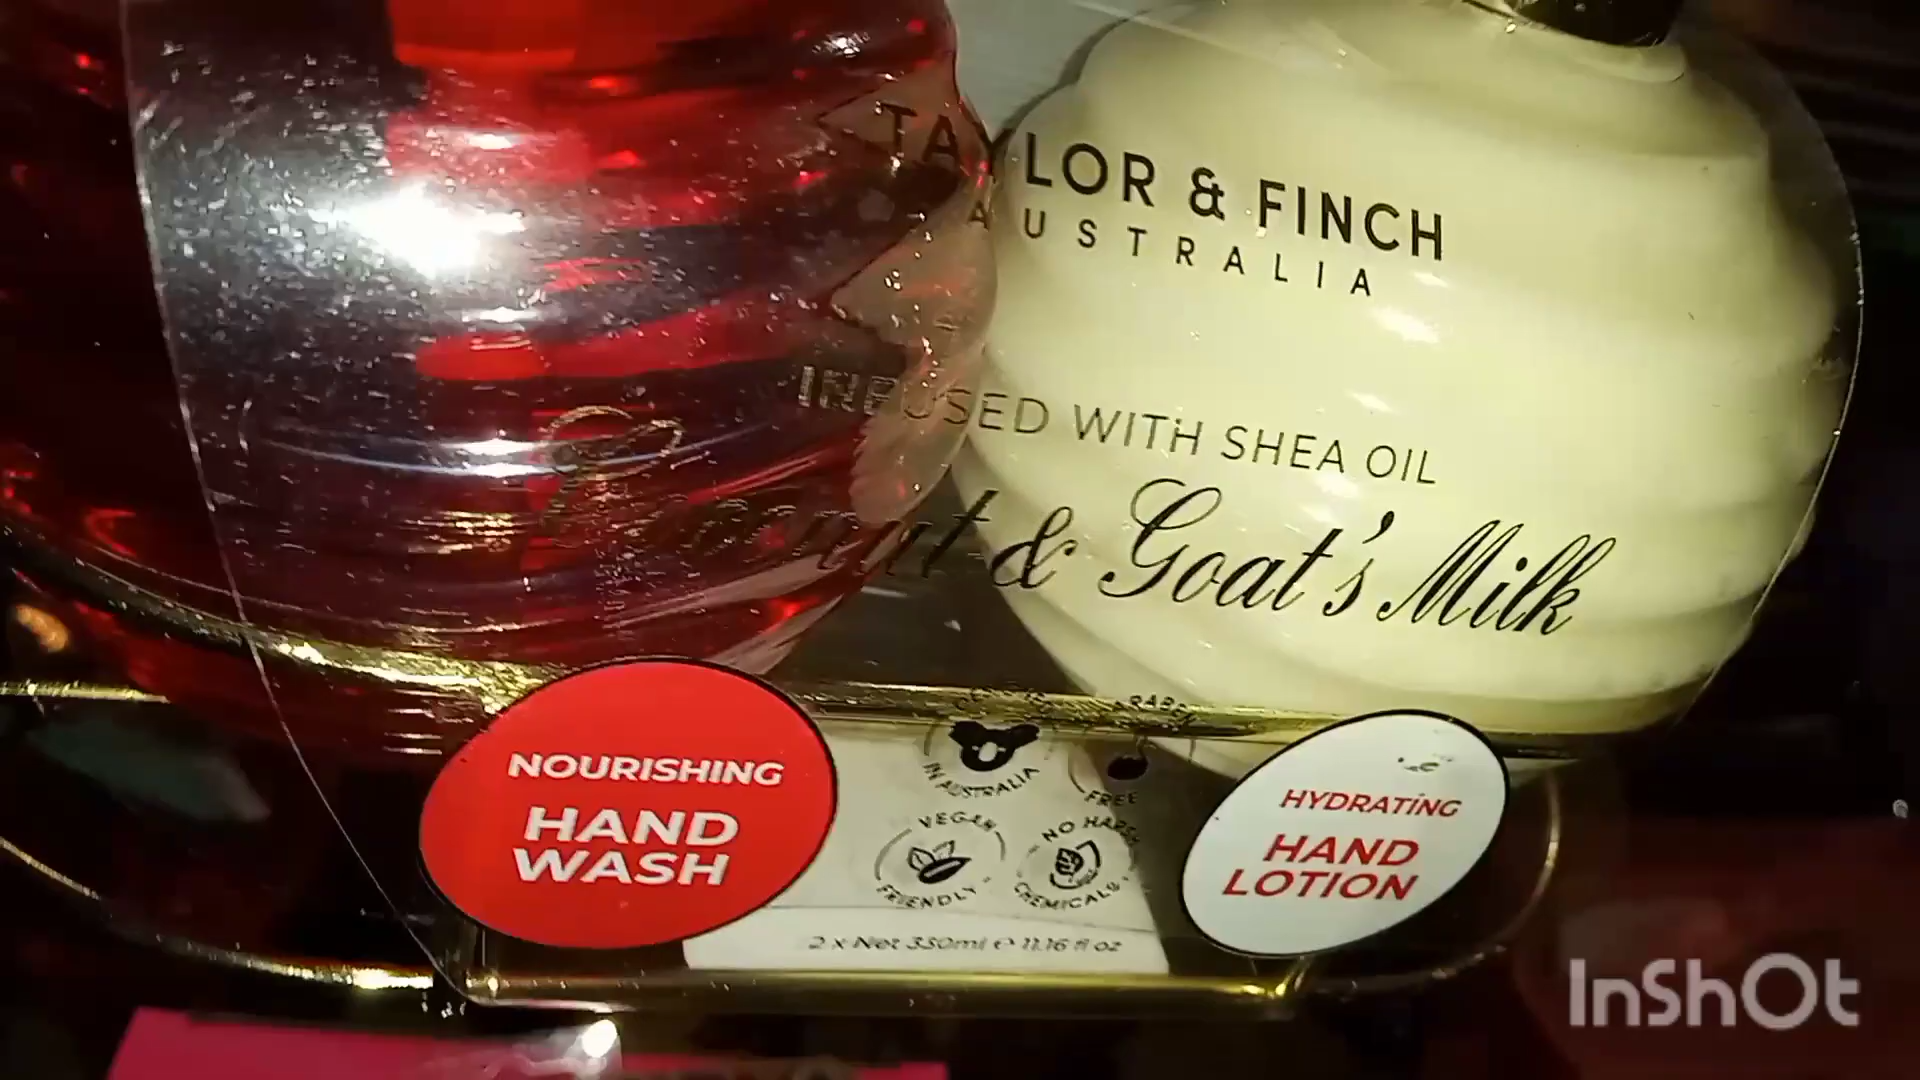 TAYLOR & FINCH
AUSTRALIA
INFUSED WITH SHEA OIL
Coconut & Goat's Milk
NOURISHING
HAND
WASH
IN AUSTRALIA
FREE
VEGAN
FRIENDLY
NO HARSH
CHEMICALS
HYDRATING
HAND
LOTION
2 x Net 330ml e 11.16 fl oz
InShOt